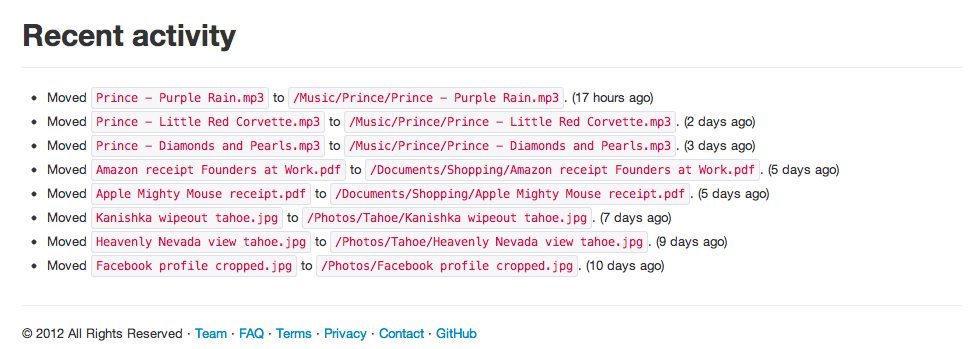 Recent activity
• Moved Prince – Purple Rain.mp3 to /Music/Prince/Prince – Purple Rain.mp3. (17 hours ago)
• Moved Prince – Little Red Corvette.mp3 to /Music/Prince/Prince – Little Red Corvette.mp3. (2 days ago)
• Moved Prince – Diamonds and Pearls.mp3 to /Music/Prince/Prince – Diamonds and Pearls.mp3. (3 days ago)
• Moved Amazon receipt Founders at Work.pdf to /Documents/Shopping/Amazon receipt Founders at Work.pdf. (5 days ago)
• Moved Apple Mighty Mouse receipt.pdf to /Documents/Shopping/Apple Mighty Mouse receipt.pdf. (5 days ago)
• Moved Kanishka wipeout tahoe.jpg to /Photos/Tahoe/Kanishka wipeout tahoe.jpg. (7 days ago)
• Moved Heavenly Nevada view tahoe.jpg to /Photos/Tahoe/Heavenly Nevada view tahoe.jpg. (9 days ago)
• Moved Facebook profile cropped.jpg to /Photos/Facebook profile cropped.jpg. (10 days ago)
© 2012 All Rights Reserved · Team · FAQ · Terms · Privacy · Contact · GitHub